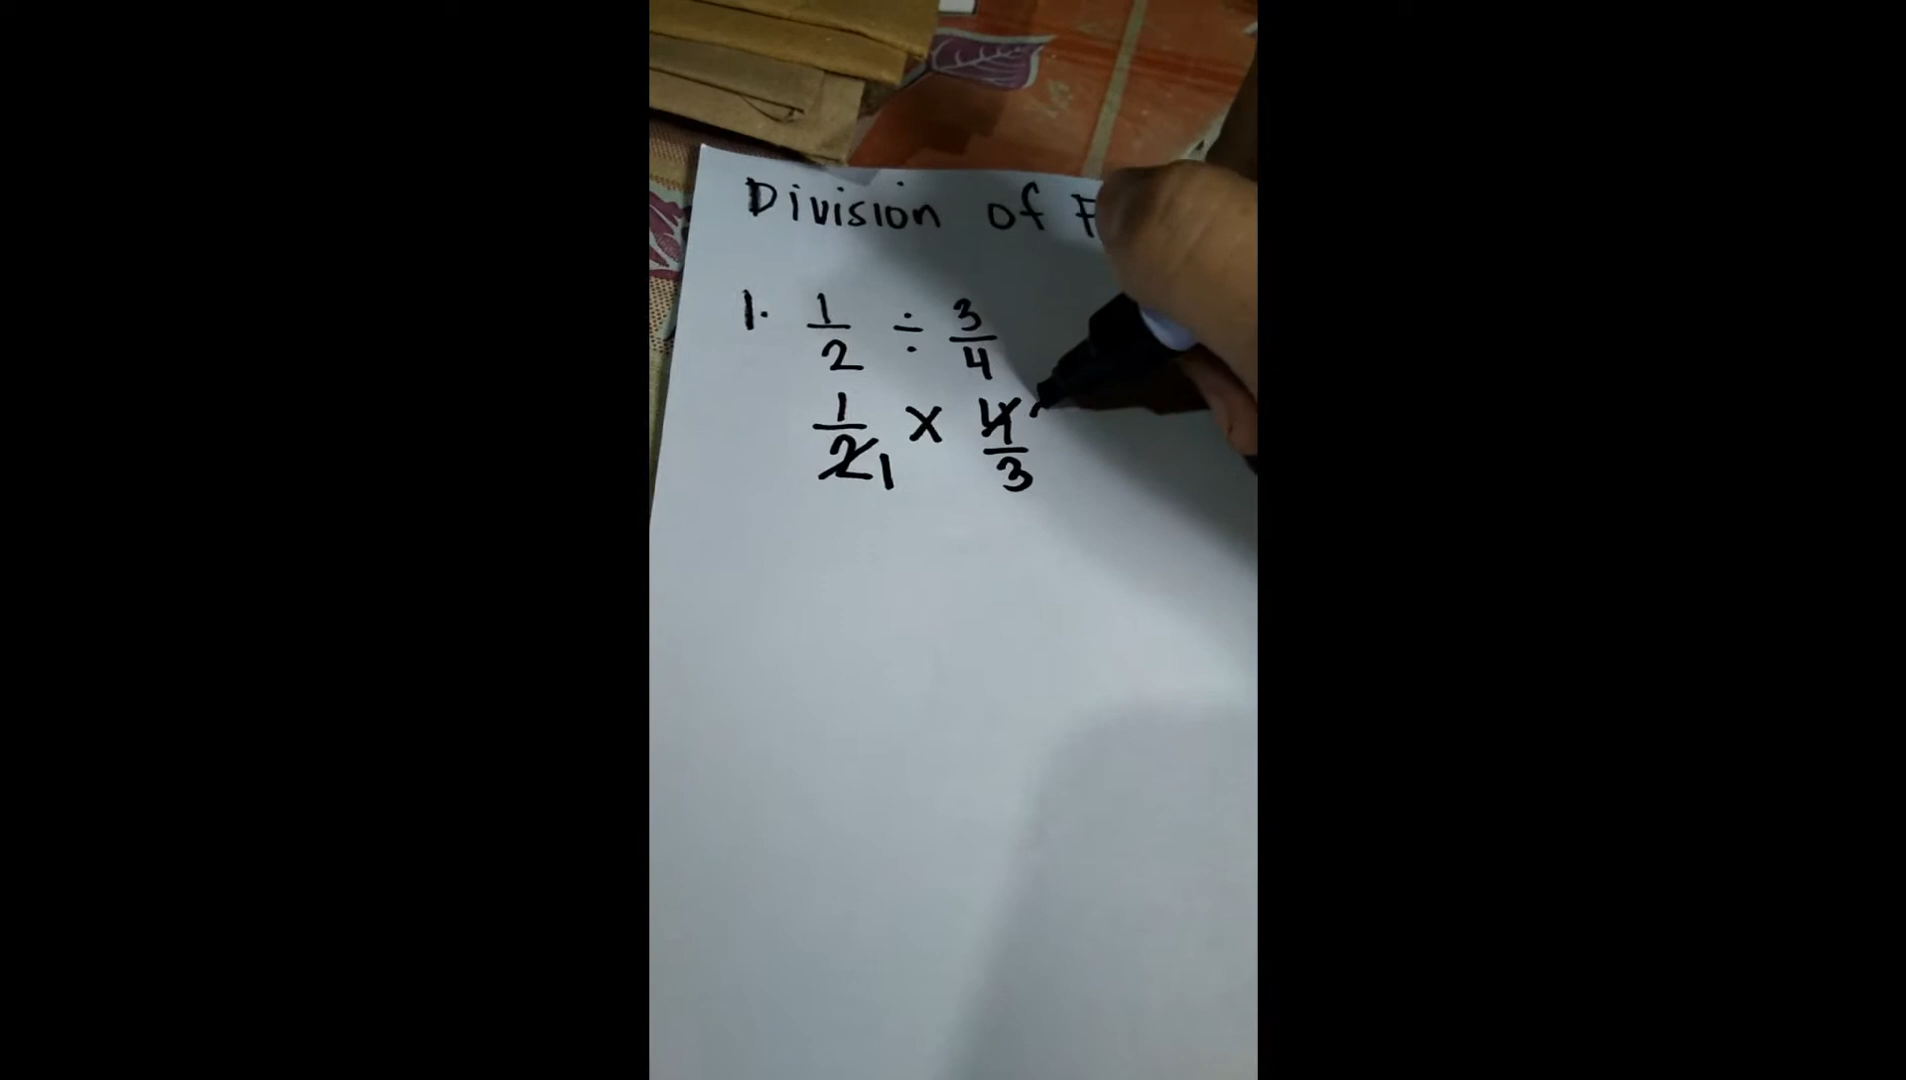 Division of F
1. 1/2 ÷ 3/4
1/2 1 × 4/3